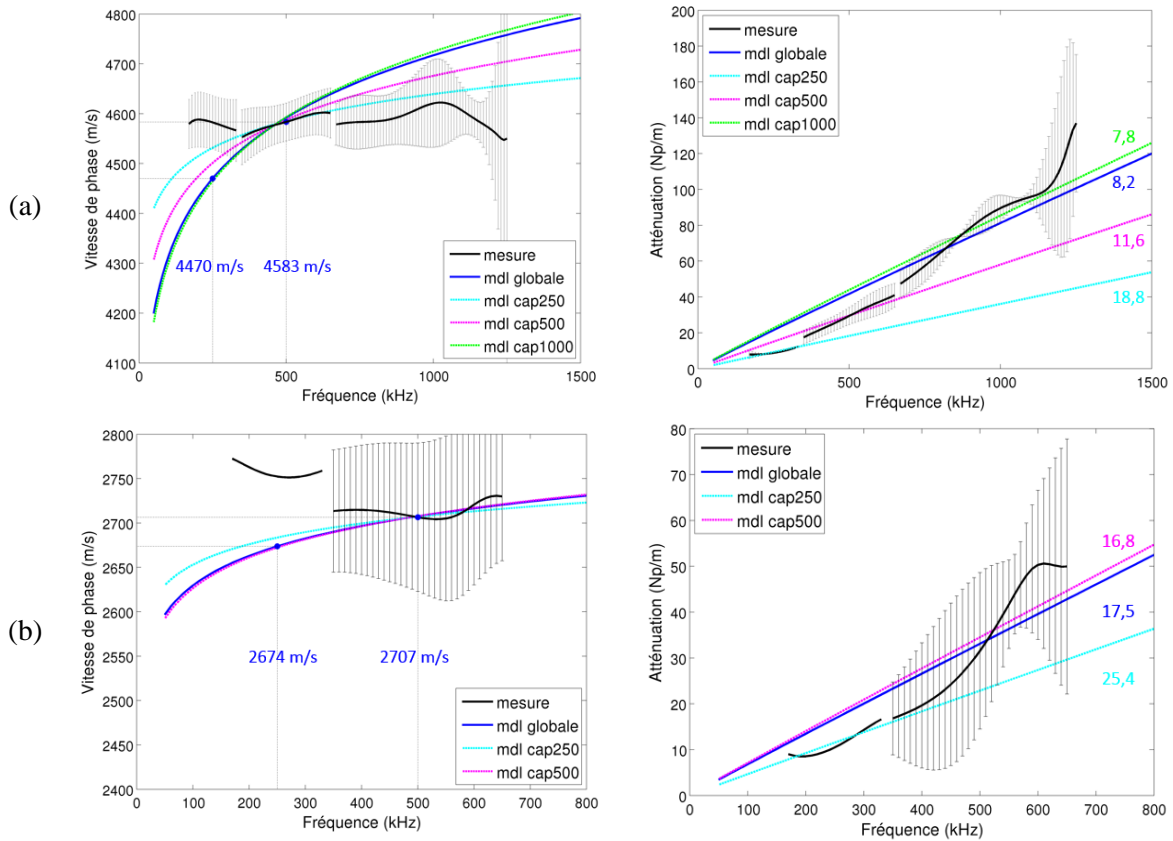 (a)
4800
4700
4600
4500
4400
4300
4200
4100
0
500
1000
1500
Vitesse de phase (m/s)
Fréquence (kHz)
4470 m/s
4583 m/s
mesure
mdl globale
mdl cap250
mdl cap500
mdl cap1000
200
180
160
140
120
100
80
60
40
20
0
500
1000
1500
Atténuation (Np/m)
Fréquence (kHz)
mesure
mdl globale
mdl cap250
mdl cap500
mdl cap1000
7,8
8,2
11,6
18,8
(b)
2800
2750
2700
2650
2600
2550
2500
2450
2400
0
100
200
300
400
500
600
700
800
Vitesse de phase (m/s)
Fréquence (kHz)
2674 m/s
2707 m/s
mesure
mdl globale
mdl cap250
mdl cap500
80
70
60
50
40
30
20
10
0
0
100
200
300
400
500
600
700
800
Atténuation (Np/m)
Fréquence (kHz)
mesure
mdl globale
mdl cap250
mdl cap500
16,8
17,5
25,4